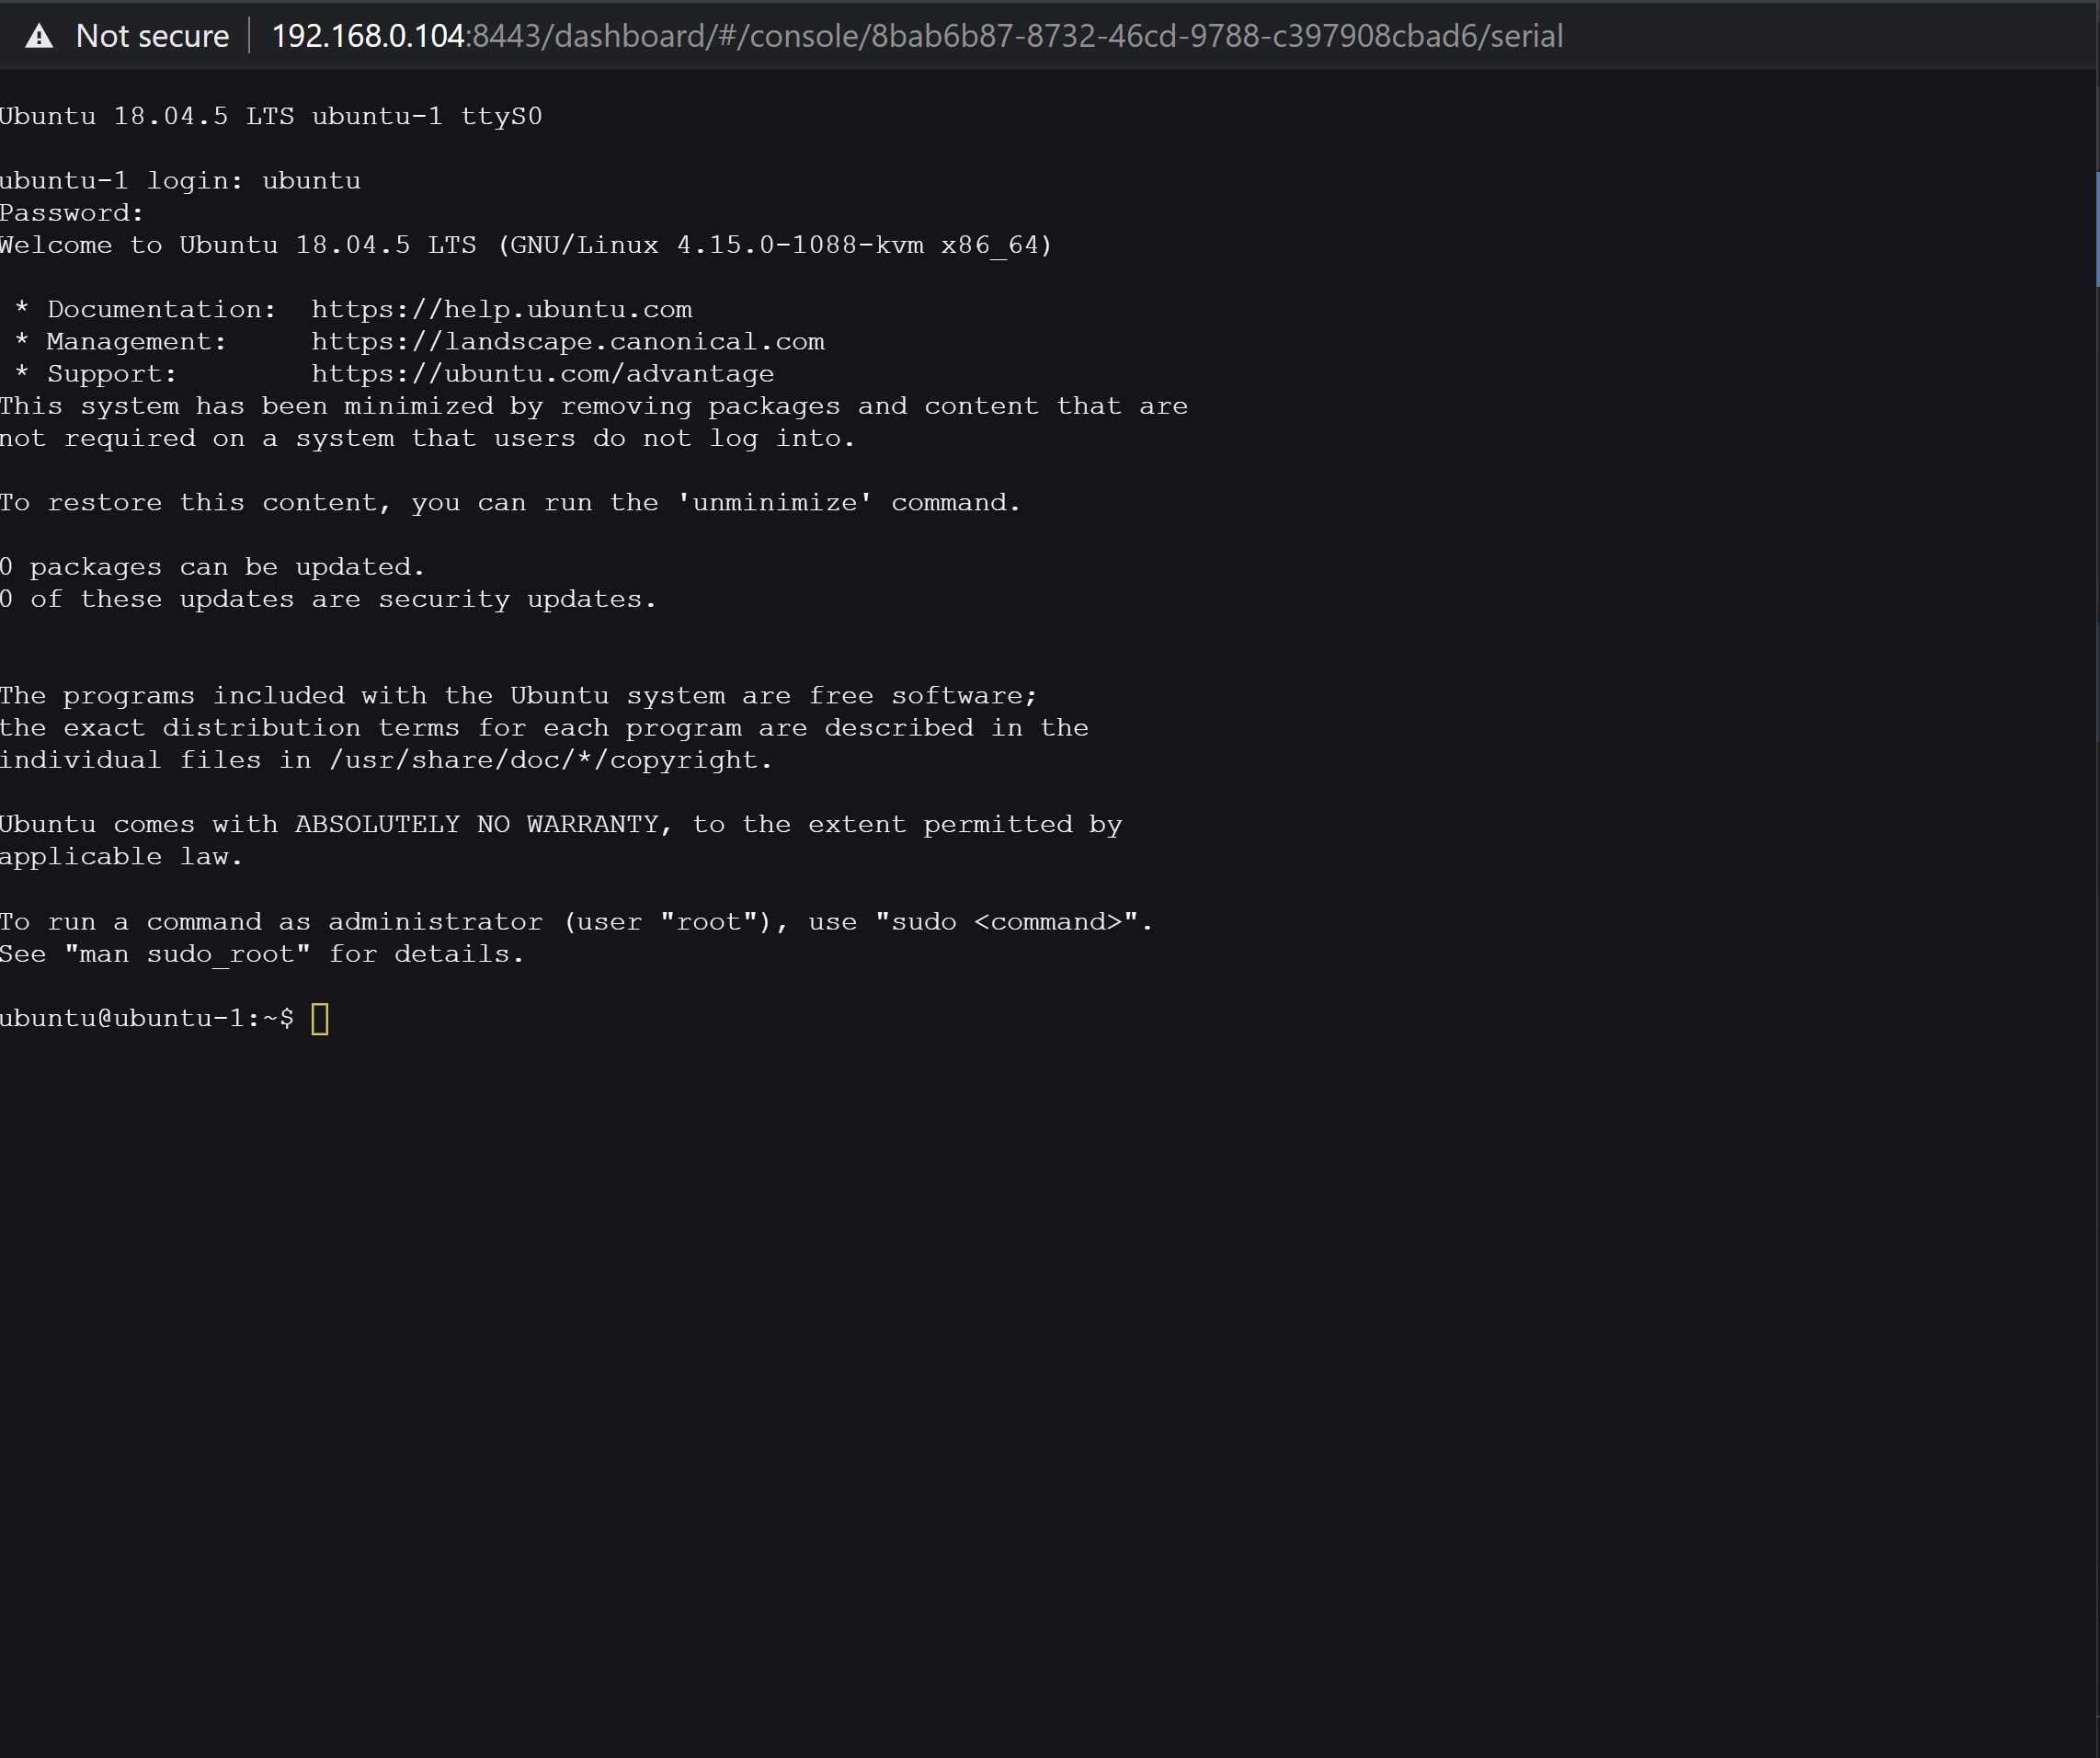 Not secure 192.168.0.104:8443/dashboard/#/console/8bab6b87-8732-46cd-9788-c397908cbad6/serial
Ubuntu 18.04.5 LTS ubuntu-1 ttyS0
ubuntu-1 login: ubuntu
Password:
Welcome to Ubuntu 18.04.5 LTS (GNU/Linux 4.15.0-1088-kvm x86_64)
* Documentation:  https://help.ubuntu.com
* Management:     https://landscape.canonical.com
* Support:        https://ubuntu.com/advantage
This system has been minimized by removing packages and content that are
not required on a system that users do not log into.
To restore this content, you can run the 'unminimize' command.
0 packages can be updated.
0 of these updates are security updates.
The programs included with the Ubuntu system are free software;
the exact distribution terms for each program are described in the
individual files in /usr/share/doc/*/copyright.
Ubuntu comes with ABSOLUTELY NO WARRANTY, to the extent permitted by
applicable law.
To run a command as administrator (user "root"), use "sudo <command>".
See "man sudo_root" for details.
ubuntu@ubuntu-1:~$